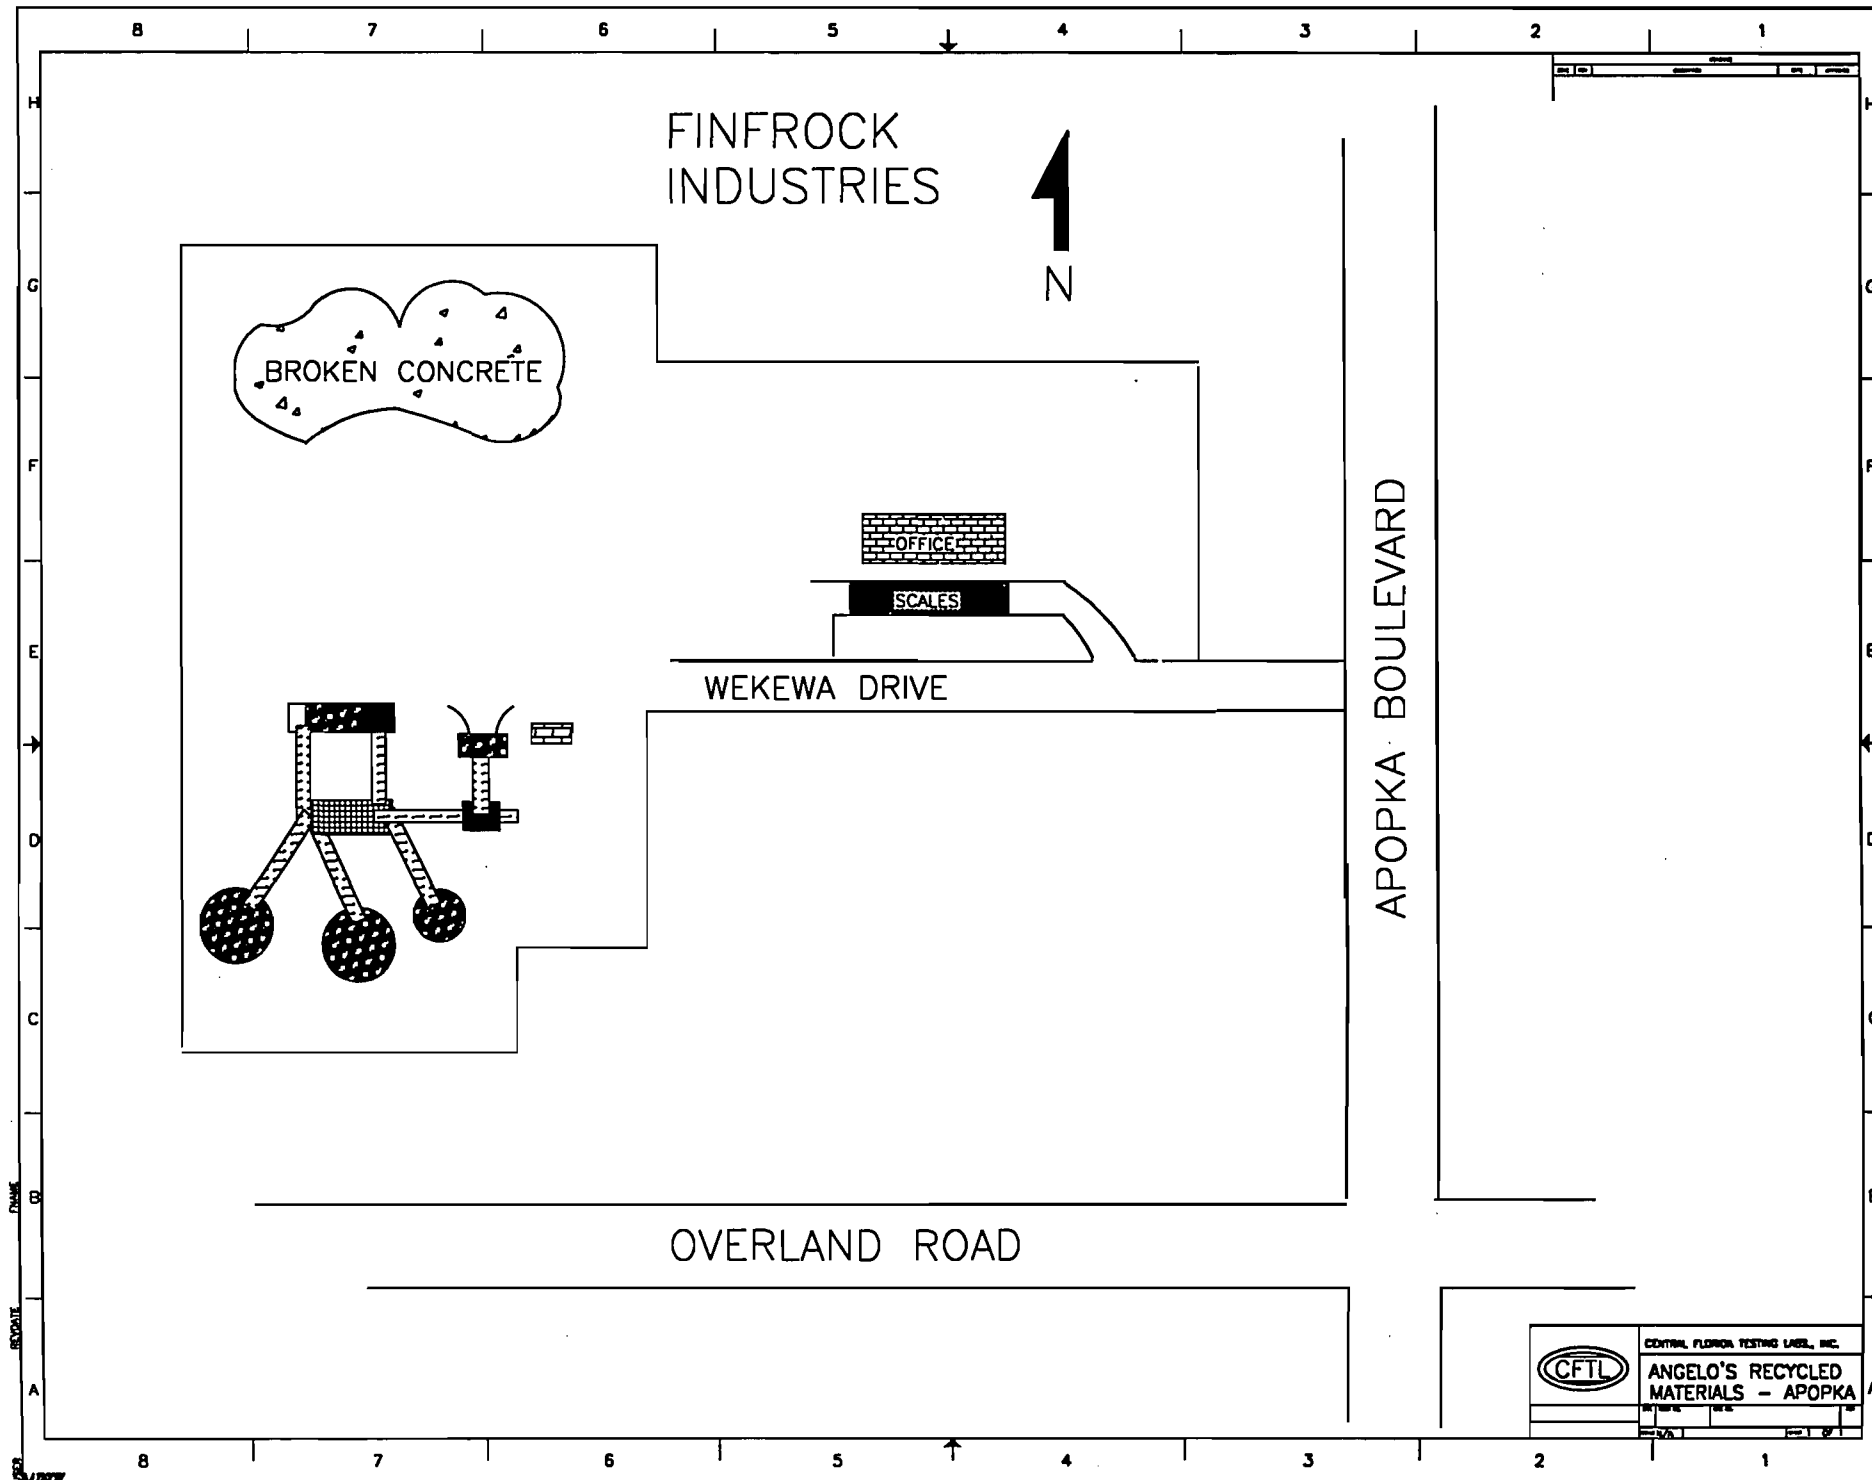 8 7 6 5 4 3 2 1
H
FINFROCK
INDUSTRIES
N
G
BROKEN CONCRETE
F
OFFICE
SCALES
E
WEKEWA DRIVE
APOPKA BOULEVARD
D
C
B
OVERLAND ROAD
FNAME
REVDATE
A
CFTL
CENTRAL FLORIDA TESTING LABS., INC.
ANGELO'S RECYCLED
MATERIALS - APOPKA
8 7 6 5 4 3 2 1